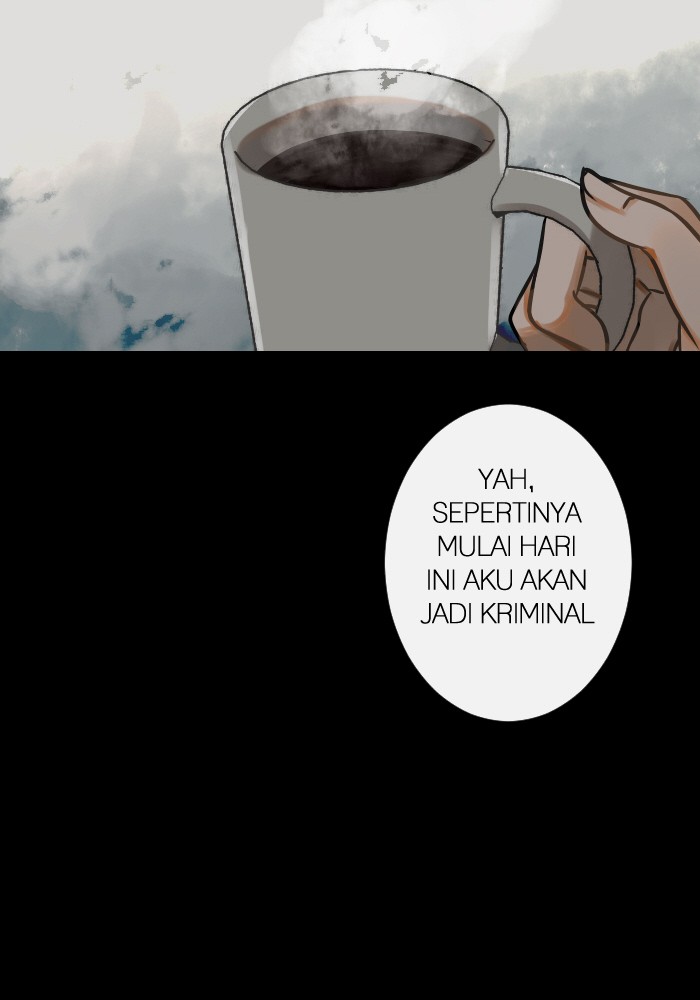 YAH,
SEPERTINYA
MULAI HARI
INI AKU AKAN
JADI KRIMINAL